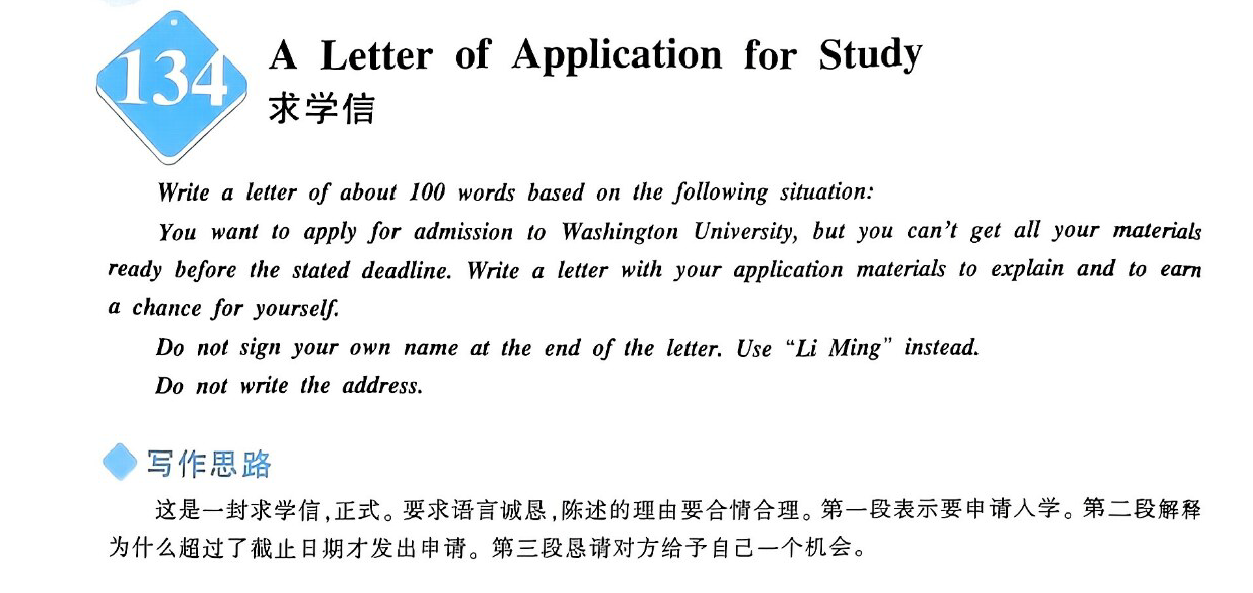 134
A Letter of Application for Study
求学信
Write a letter of about 100 words based on the following situation:
You want to apply for admission to Washington University, but you can't get all your materials
ready before the stated deadline. Write a letter with your application materials to explain and to earn
a chance for yourself.
Do not sign your own name at the end of the letter. Use "Li Ming" instead.
Do not write the address.
写作思路
这是一封求学信,正式。要求语言诚恳,陈述的理由要合情合理。第一段表示要申请入学。第二段解释
为什么超过了截止日期才发出申请。第三段恳请对方给予自己一个机会。